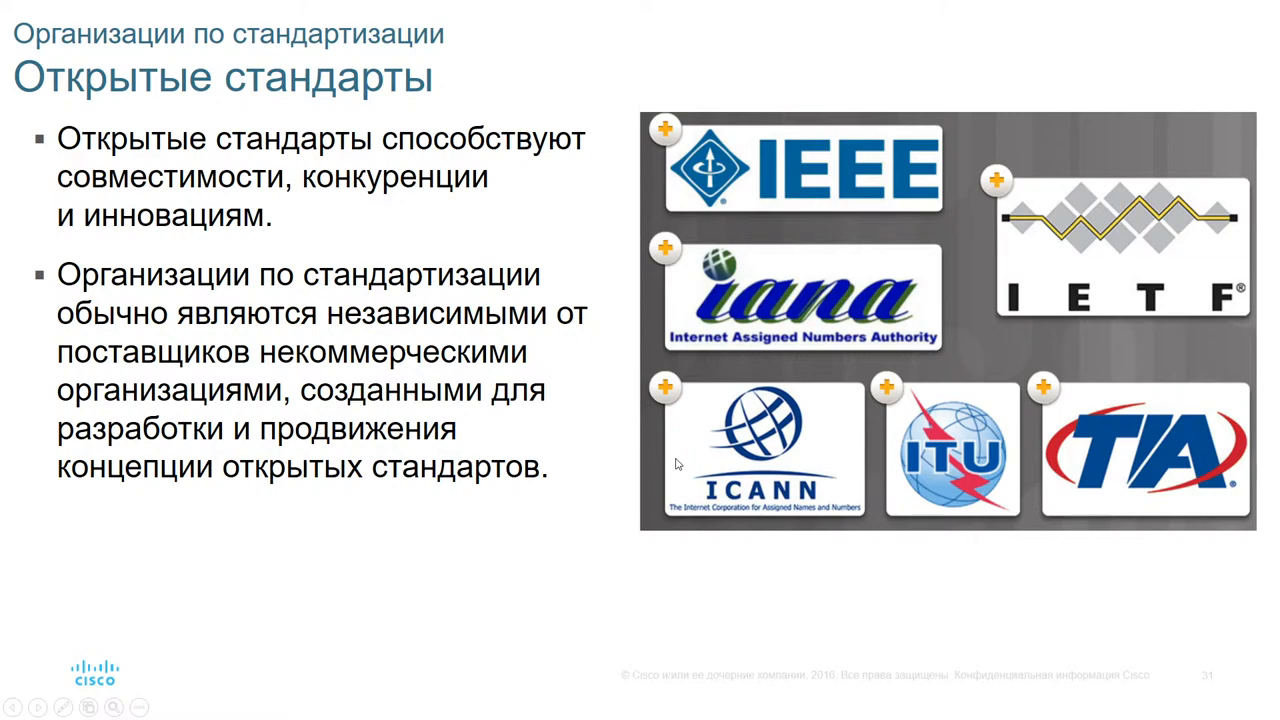 Организации по стандартизации
Открытые стандарты
Открытые стандарты способствуют
совместимости, конкуренции
и инновациям.
Организации по стандартизации
обычно являются независимыми от
поставщиков некоммерческими
организациями, созданными для
разработки и продвижения
концепции открытых стандартов.
IEEE
iana
Internet Assigned Numbers Authority
IETF®
ICANN
The Internet Corporation for Assigned Names and Numbers
ITU
TIA®
CISCO
© Cisco и/или ее дочерние компании, 2016. Все права защищены. Конфиденциальная информация Cisco
31